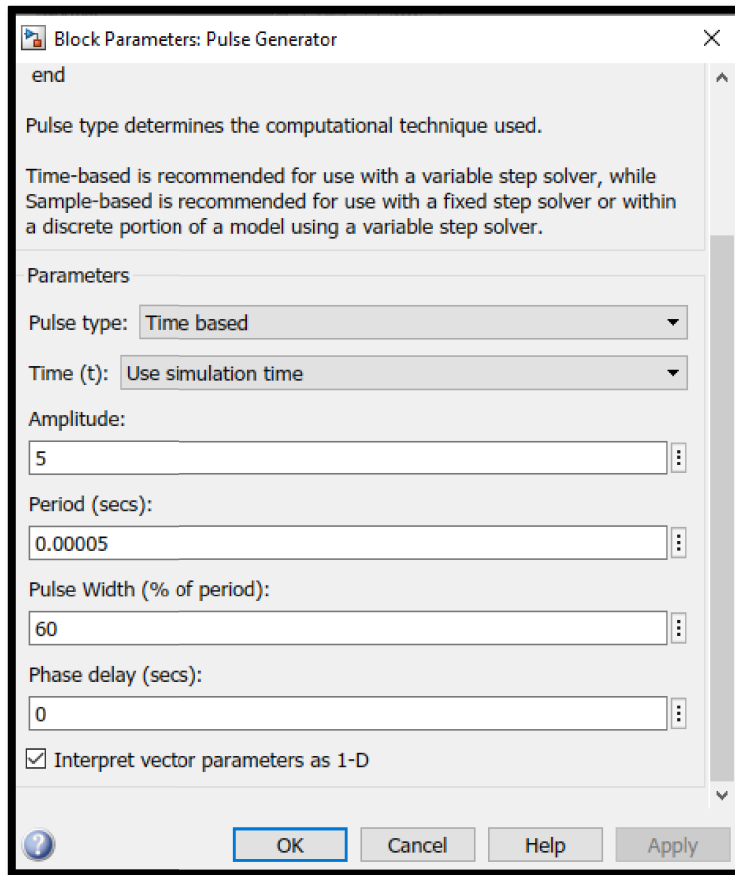 Block Parameters: Pulse Generator
end
Pulse type determines the computational technique used.
Time-based is recommended for use with a variable step solver, while
Sample-based is recommended for use with a fixed step solver or within
a discrete portion of a model using a variable step solver.
Parameters
Pulse type: Time based
Time (t): Use simulation time
Amplitude:
5
Period (secs):
0.00005
Pulse Width (% of period):
60
Phase delay (secs):
0
Interpret vector parameters as 1-D
? OK Cancel Help Apply